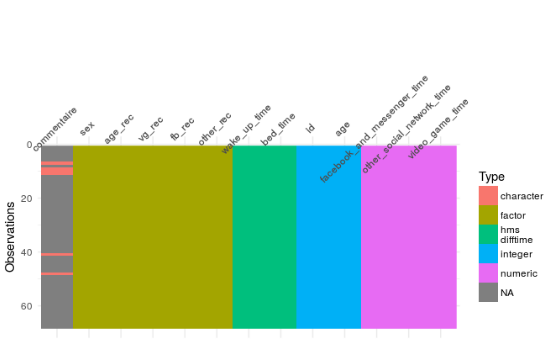 commentaire
sex
age_rec
vg_rec
fb_rec
other_rec
wake_up_time
bed_time
id
age
facebook_and_messenger_time
other_social_network_time
video_game_time
0
20
40
60
Observations
Type
character
factor
hms
difftime
integer
numeric
NA